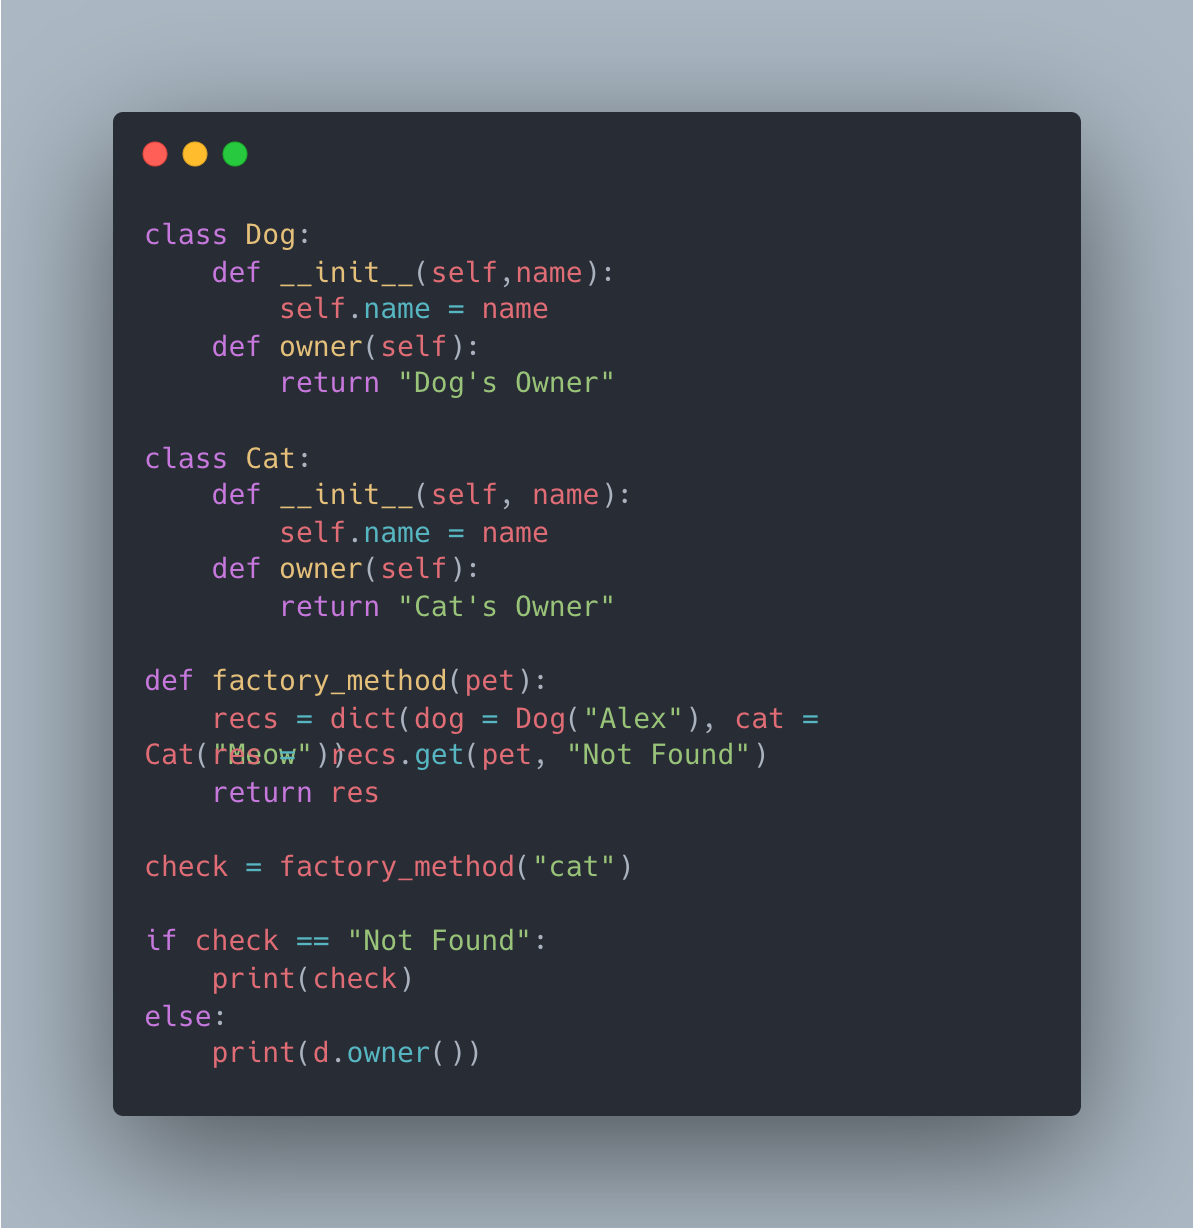 class Dog:
    def __init__(self,name):
        self.name = name
    def owner(self):
        return "Dog's Owner"

class Cat:
    def __init__(self, name):
        self.name = name
    def owner(self):
        return "Cat's Owner"

def factory_method(pet):
    recs = dict(dog = Dog("Alex"), cat =
Cat("Meow"))
    res = recs.get(pet, "Not Found")
    return res

check = factory_method("cat")

if check == "Not Found":
    print(check)
else:
    print(d.owner())